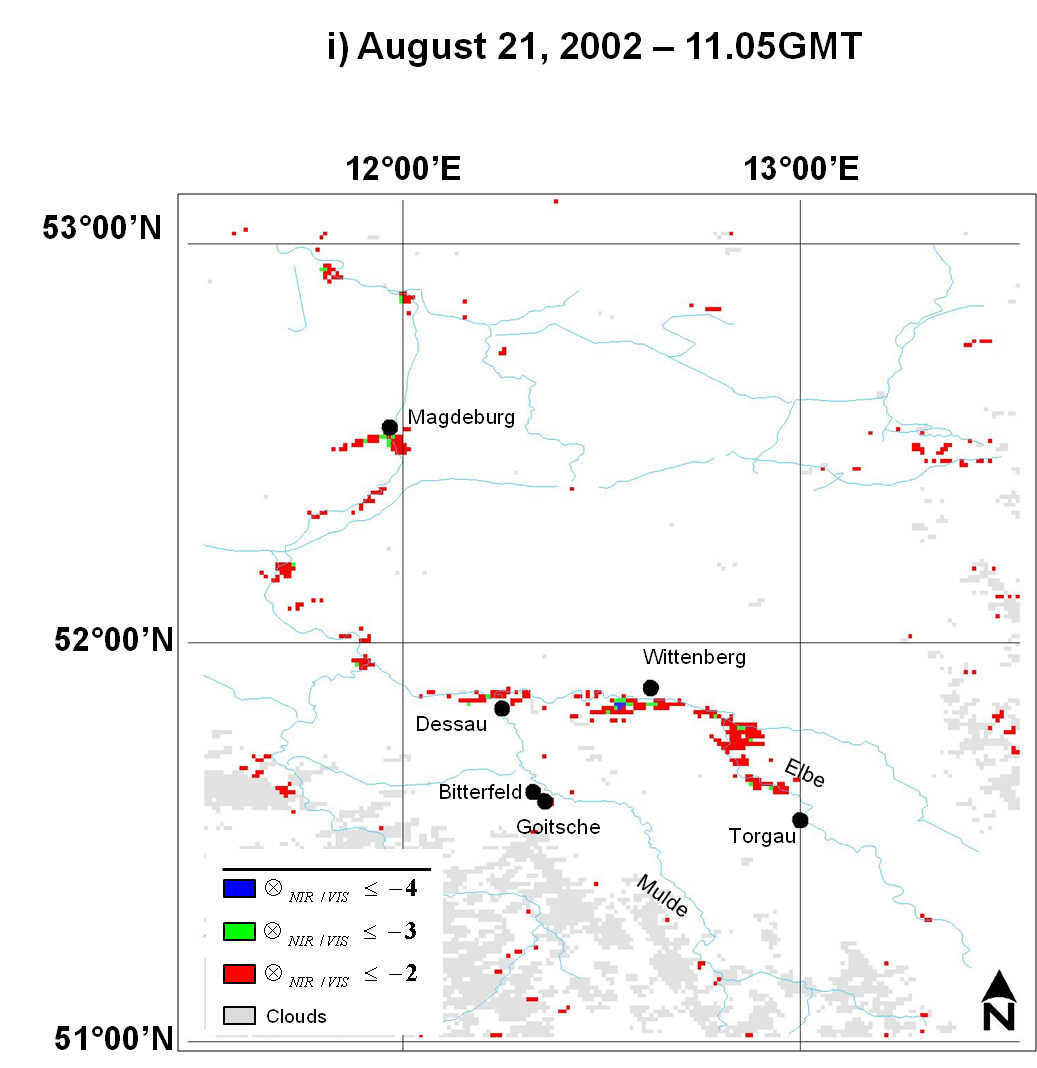 i) August 21, 2002 – 11.05GMT
12°00’E 13°00’E
53°00’N
Magdeburg
52°00’N
Wittenberg
Dessau
Elbe
Bitterfeld
Goitsche
Torgau
Mulde
⊗ NIR / VIS ≤ −4
⊗ NIR / VIS ≤ −3
⊗ NIR / VIS ≤ −2
Clouds
N
51°00’N